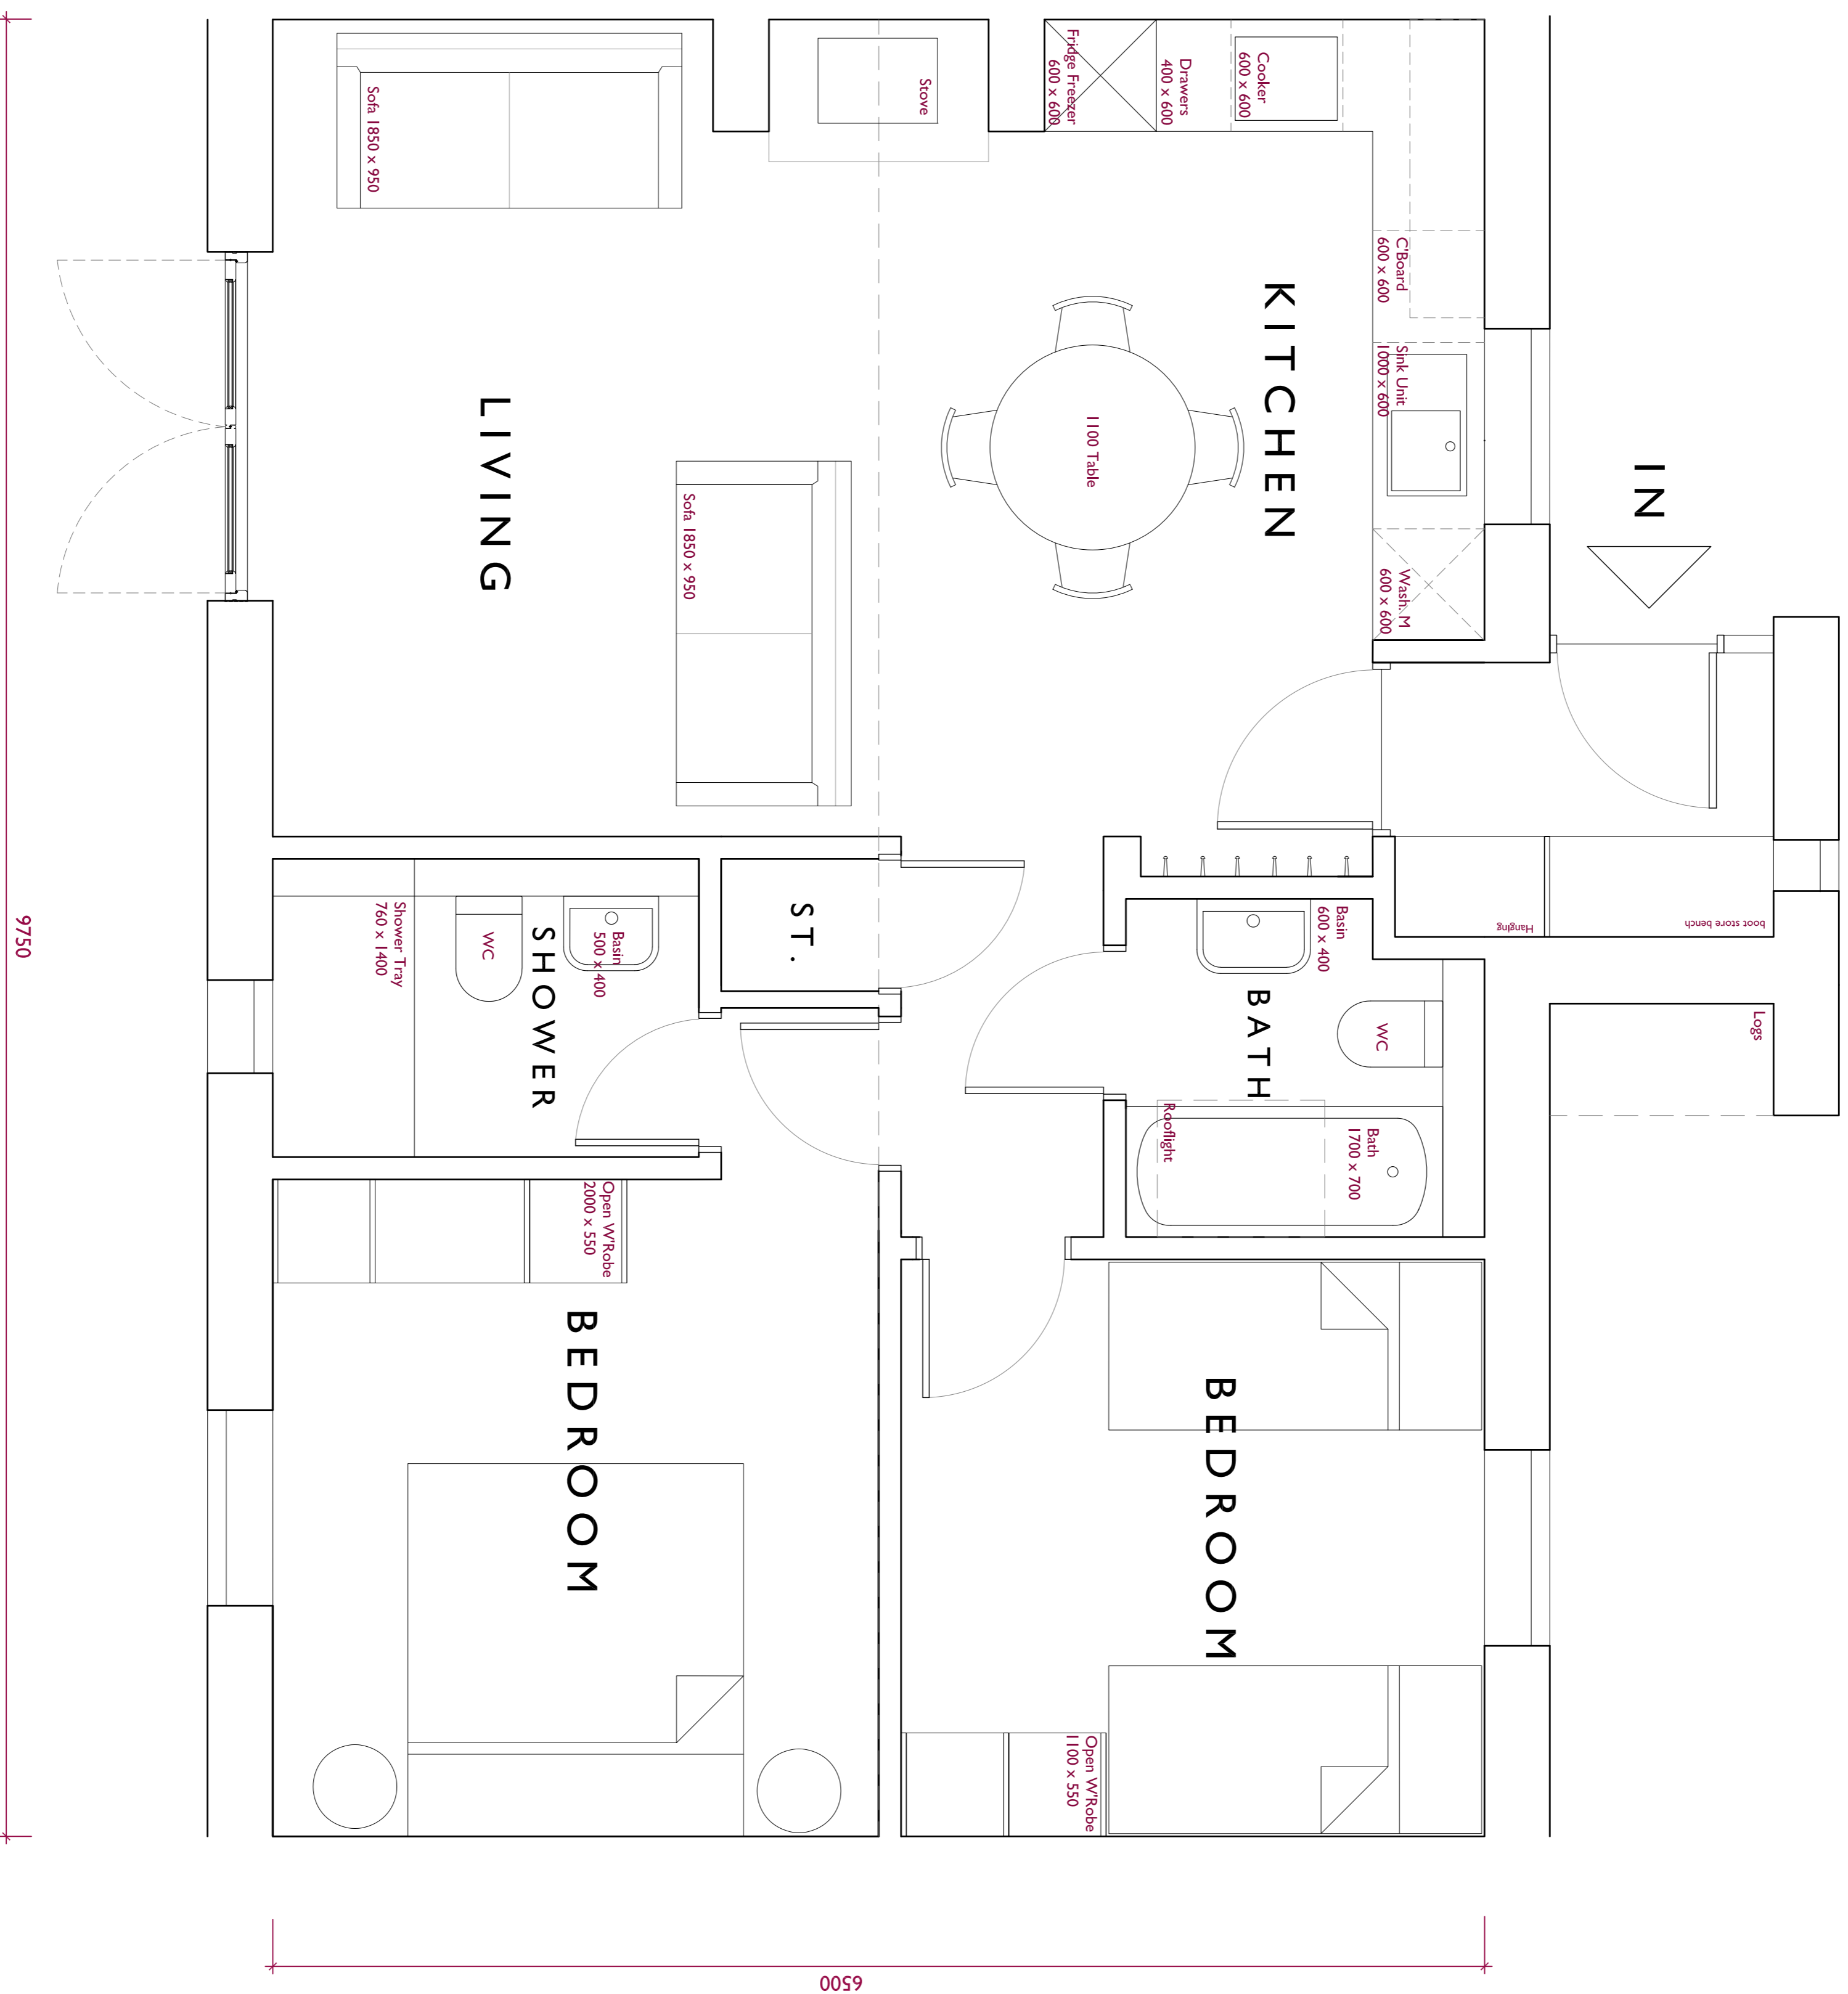 IN
Logs
boot store bench
Hanging
Cooker
600 x 600
Drawers
400 x 600
Fridge Freezer
600 x 600
Stove
Sofa 1850 x 950
C'Board
600 x 600
Sink Unit
1000 x 600
Wash. M
600 x 600
KITCHEN
1100 Table
Sofa 1850 x 950
LIVING
Basin
600 x 400
WC
BATH
Bath
1700 x 700
Rooflight
ST.
Basin
500 x 400
SHOWER
WC
Shower Tray
760 x 1400
Open W'Robe
2000 x 550
BEDROOM
BEDROOM
Open W'Robe
1100 x 550
9750
6500